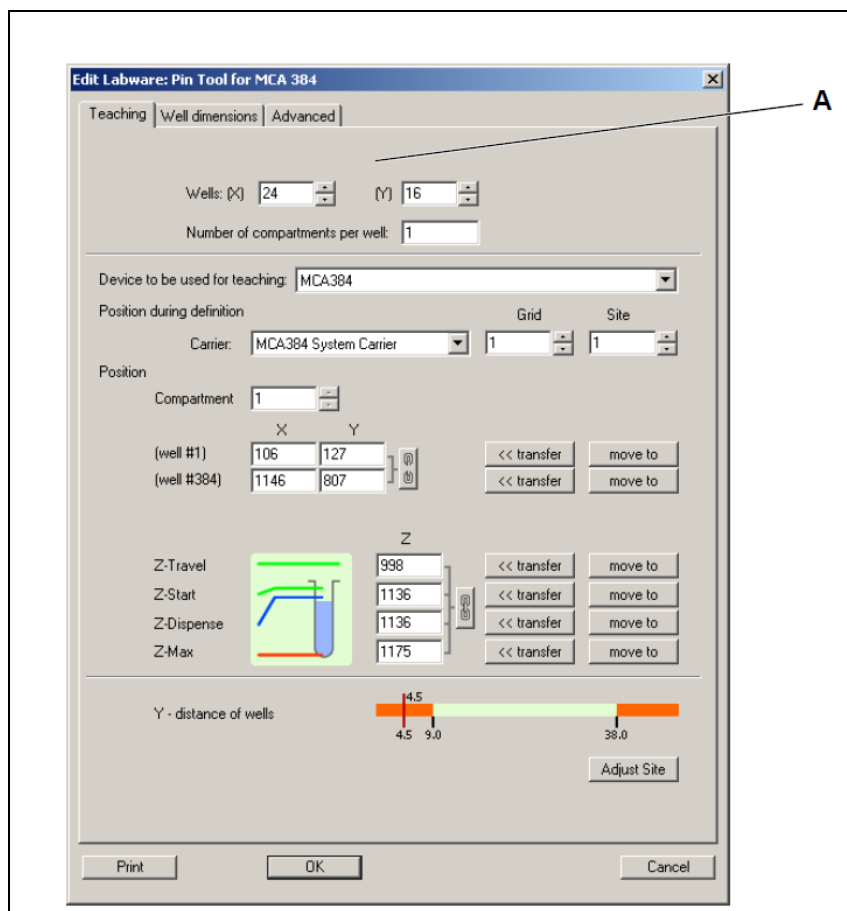 Edit Labware: Pin Tool for MCA 384
A
Teaching Well dimensions Advanced
Wells: (X) 24 (Y) 16
Number of compartments per well: 1
Device to be used for teaching: MCA384
Position during definition Grid Site
Carrier: MCA384 System Carrier 1 1
Position
Compartment 1
X Y
(well #1) 106 127 << transfer move to
(well #384) 1146 807 << transfer move to
Z
Z-Travel 998 << transfer move to
Z-Start 1136 << transfer move to
Z-Dispense 1136 << transfer move to
Z-Max 1175 << transfer move to
4.5
Y - distance of wells
4.5 9.0 38.0
Adjust Site
Print OK Cancel